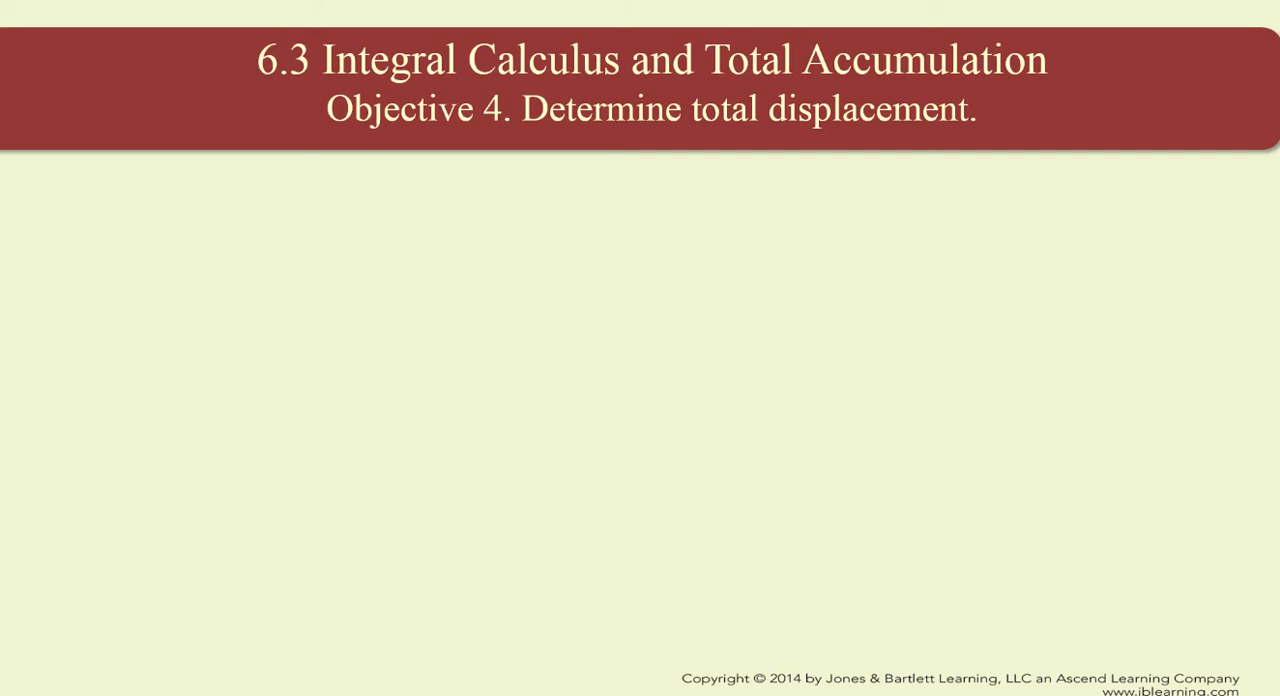 6.3 Integral Calculus and Total Accumulation
Objective 4. Determine total displacement.
Copyright © 2014 by Jones & Bartlett Learning, LLC an Ascend Learning Company
www.jblearning.com